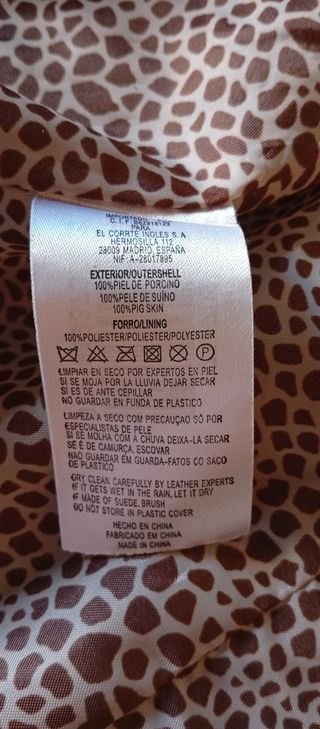 IMPORTADO
C.I.F:B82918129
PARA
EL CORRTE INGLES S.A
HERMOSILLA 112
28009 MADRID, ESPAÑA
NIF:A-28017895
EXTERIOR/OUTERSHELL
100%PIEL DE PORCINO
100%PELE DE SUÍNO
100%PIG SKIN
FORRO/LINING
100%POLIESTER/POLIESTER/POLYESTER
P
LIMPIAR EN SECO POR EXPERTOS EN PIEL
SI SE MOJA POR LA LLUVIA DEJAR SECAR
SI ES DE ANTE CEPILLAR
NO GUARDAR EN FUNDA DE PLASTICO
LIMPEZA A SECO COM PRECAUÇAO SÓ POR
ESPECIALISTAS DE PELE
SI SE MOLHA COM A CHUVA DEIXA-LA SECAR
SE É DE CAMURÇA, ESCOVAR
NAO GUARDAR EM GUARDA-FATOS CO SACO
DE PLASTICO
DRY CLEAN CAREFULLY BY LEATHER EXPERTS
IF IT GETS WET IN THE RAIN, LET IT DRY
IF MADE OF SUEDE, BRUSH
DO NOT STORE IN PLASTIC COVER
HECHO EN CHINA
FABRICADO EM CHINA
MADE IN CHINA